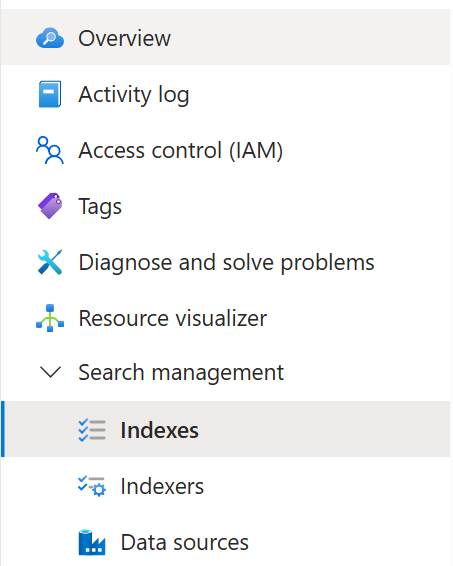 Overview
Activity log
Access control (IAM)
Tags
Diagnose and solve problems
Resource visualizer
Search management
Indexes
Indexers
Data sources